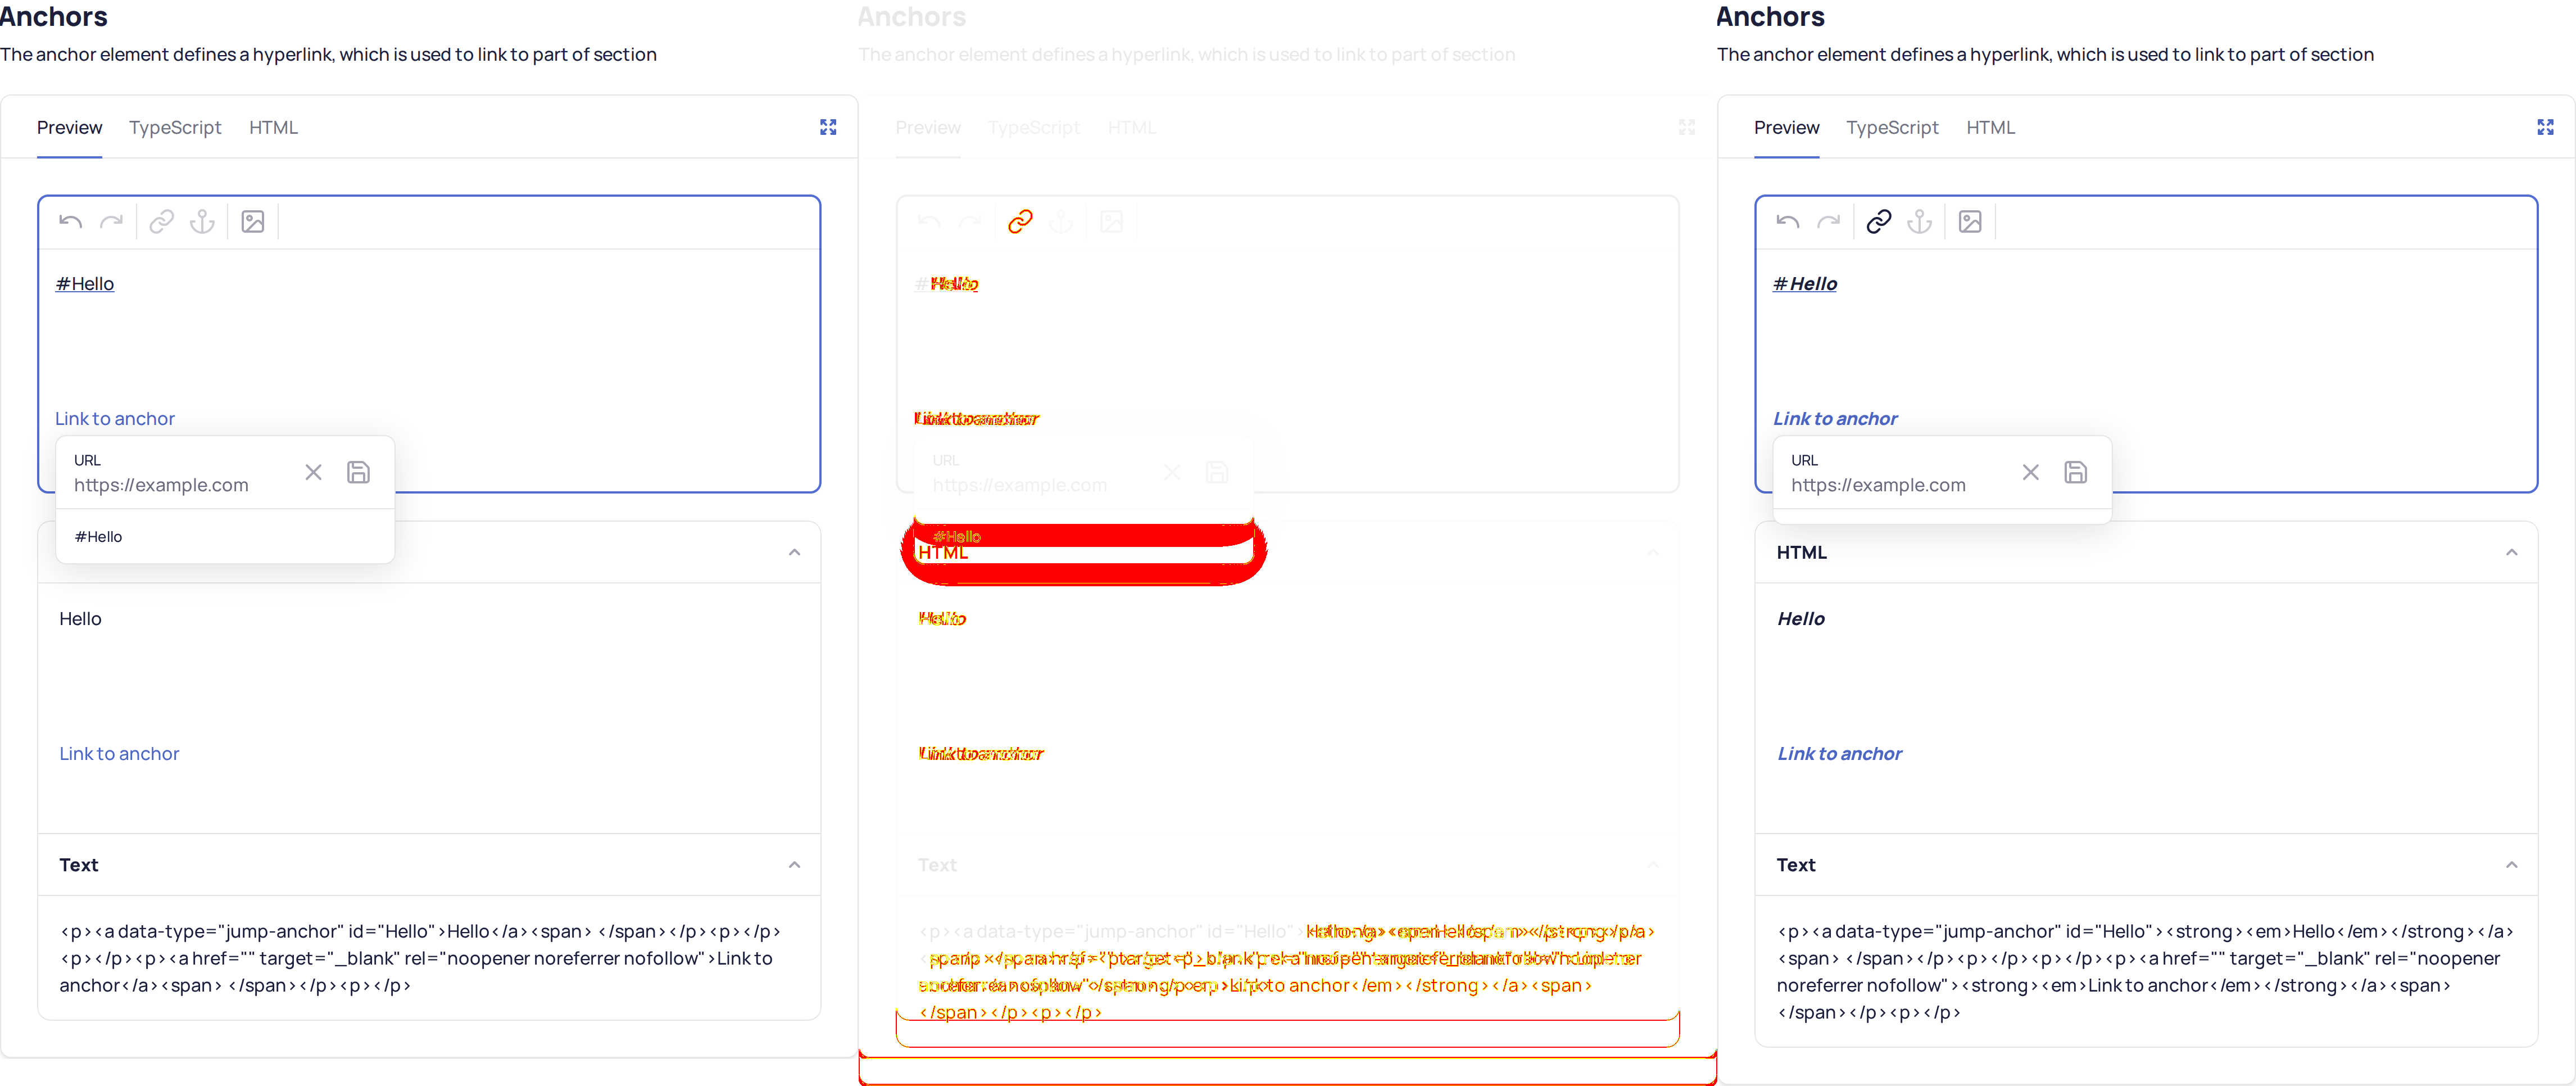 Anchors
The anchor element defines a hyperlink, which is used to link to part of section
Preview TypeScript HTML
#Hello
Link to anchor
URL
https://example.com
#Hello
Hello
Link to anchor
Text
<p><a data-type="jump-anchor" id="Hello">Hello</a><span> </span></p><p></p>
<p></p><p><a href="" target="_blank" rel="noopener noreferrer nofollow">Link to
anchor</a><span> </span></p><p></p>
Anchors
The anchor element defines a hyperlink, which is used to link to part of section
Preview TypeScript HTML
#Hello
Link to anchor
URL
https://example.com
#Hello
HTML
Hello
Link to anchor
Text
<p><a data-type="jump-anchor" id="Hello">
</span></p><p></p>
Anchors
The anchor element defines a hyperlink, which is used to link to part of section
Preview TypeScript HTML
#Hello
Link to anchor
URL
https://example.com
HTML
Hello
Link to anchor
Text
<p><a data-type="jump-anchor" id="Hello"><strong><em>Hello</em></strong></a>
<span> </span></p><p></p><p></p><p><a href="" target="_blank" rel="noopener
noreferrer nofollow"><strong><em>Link to anchor</em></strong></a><span>
</span></p><p></p>